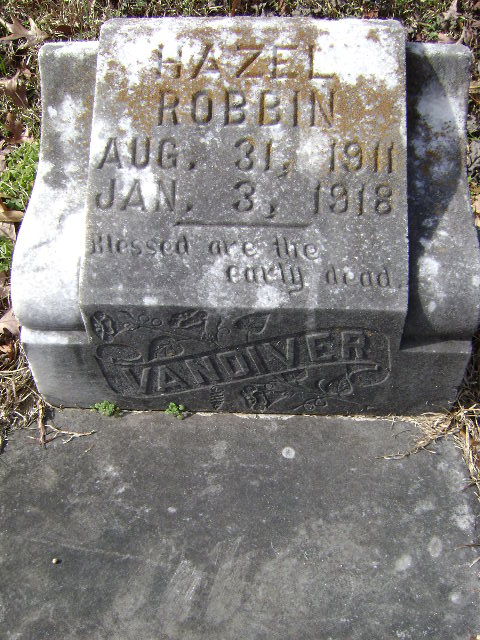 HAZEL
ROBBIN
AUG. 31, 1911
JAN. 3, 1918
Blessed are the
early dead.
VANDIVER